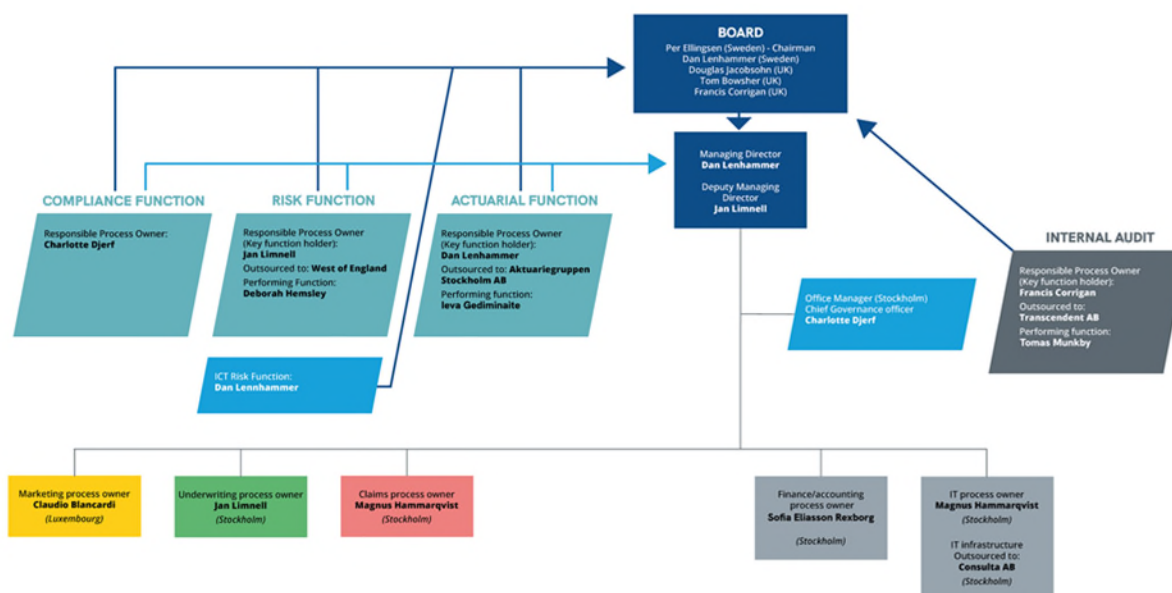 BOARD
Per Ellingsen (Sweden) - Chairman
Dan Lenhammer (Sweden)
Douglas Jacobsohn (UK)
Tom Bowsher (UK)
Francis Corrigan (UK)
Managing Director
Dan Lenhammer
Deputy Managing
Director
Jan Limnell
COMPLIANCE FUNCTION
Responsible Process Owner:
Charlotte Djerf
RISK FUNCTION
Responsible Process Owner
(Key function holder):
Jan Limnell
Outsourced to: West of England
Performing Function:
Deborah Hemsley
ACTUARIAL FUNCTION
Responsible Process Owner
(Key function holder):
Dan Lenhammer
Outsourced to: Aktuariegruppen
Stockholm AB
Performing function:
Ieva Gediminaite
INTERNAL AUDIT
Responsible Process Owner
(Key function holder):
Francis Corrigan
Outsourced to:
Transcendent AB
Performing function:
Tomas Munkby
Office Manager (Stockholm)
Chief Governance officer
Charlotte Djerf
ICT Risk Function:
Dan Lennhammer
Marketing process owner
Claudio Blancardi
(Luxembourg)
Underwriting process owner
Jan Limnell
(Stockholm)
Claims process owner
Magnus Hammarqvist
(Stockholm)
Finance/accounting
process owner
Sofia Eliasson Rexborg
(Stockholm)
IT process owner
Magnus Hammarqvist
(Stockholm)
IT infrastructure
Outsourced to:
Consulta AB
(Stockholm)